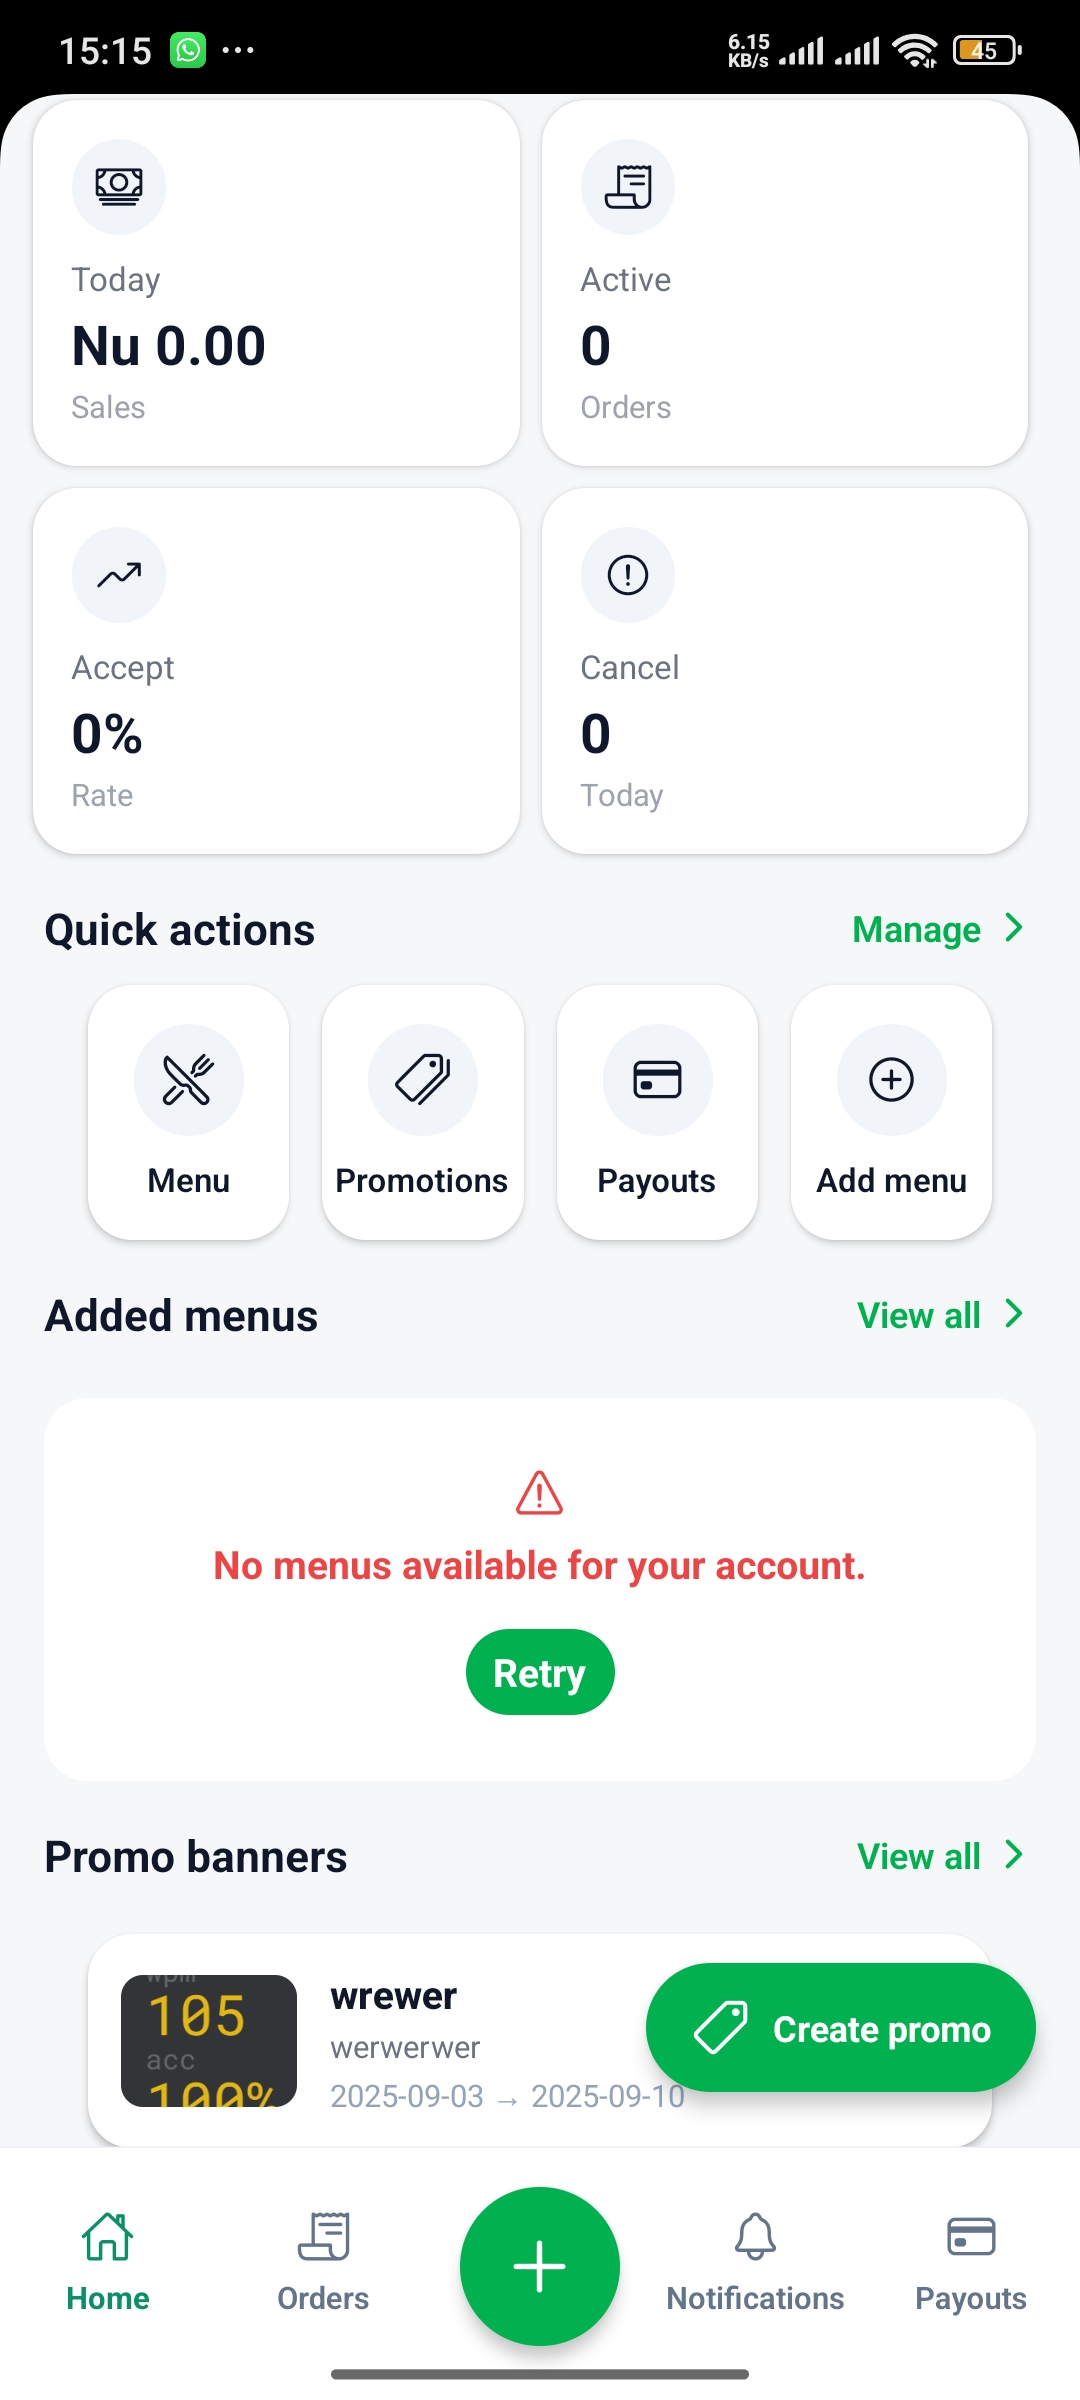 15:15
6.15
KB/s
45
Today
Nu 0.00
Sales
Active
0
Orders
Accept
0%
Rate
Cancel
0
Today
Quick actions
Manage
Menu
Promotions
Payouts
Add menu
Added menus
View all
No menus available for your account.
Retry
Promo banners
View all
wpm
105
acc
100%
wrewer
werwerwer
2025-09-03 → 2025-09-10
Create promo
Home
Orders
Notifications
Payouts